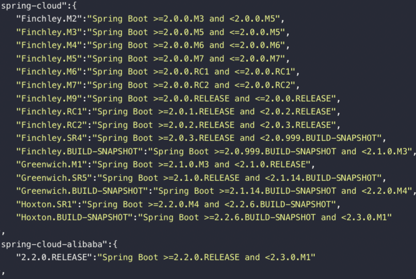 spring-cloud":{
"Finchley.M2":"Spring Boot >=2.0.0.M3 and <2.0.0.M5",
"Finchley.M3":"Spring Boot >=2.0.0.M5 and <=2.0.0.M5",
"Finchley.M4":"Spring Boot >=2.0.0.M6 and <=2.0.0.M6",
"Finchley.M5":"Spring Boot >=2.0.0.M7 and <=2.0.0.M7",
"Finchley.M6":"Spring Boot >=2.0.0.RC1 and <=2.0.0.RC1",
"Finchley.M7":"Spring Boot >=2.0.0.RC2 and <=2.0.0.RC2",
"Finchley.M9":"Spring Boot >=2.0.0.RELEASE and <=2.0.0.RELEASE",
"Finchley.RC1":"Spring Boot >=2.0.1.RELEASE and <2.0.2.RELEASE",
"Finchley.RC2":"Spring Boot >=2.0.2.RELEASE and <2.0.3.RELEASE",
"Finchley.SR4":"Spring Boot >=2.0.3.RELEASE and <2.0.999.BUILD-SNAPSHOT",
"Finchley.BUILD-SNAPSHOT":"Spring Boot >=2.0.999.BUILD-SNAPSHOT and <2.1.0.M3",
"Greenwich.M1":"Spring Boot >=2.1.0.M3 and <2.1.0.RELEASE",
"Greenwich.SR5":"Spring Boot >=2.1.0.RELEASE and <2.1.14.BUILD-SNAPSHOT",
"Greenwich.BUILD-SNAPSHOT":"Spring Boot >=2.1.14.BUILD-SNAPSHOT and <2.2.0.M4",
"Hoxton.SR1":"Spring Boot >=2.2.0.M4 and <2.2.6.BUILD-SNAPSHOT",
"Hoxton.BUILD-SNAPSHOT":"Spring Boot >=2.2.6.BUILD-SNAPSHOT and <2.3.0.M1"
,
spring-cloud-alibaba":{
"2.2.0.RELEASE":"Spring Boot >=2.2.0.RELEASE and <2.3.0.M1"
,